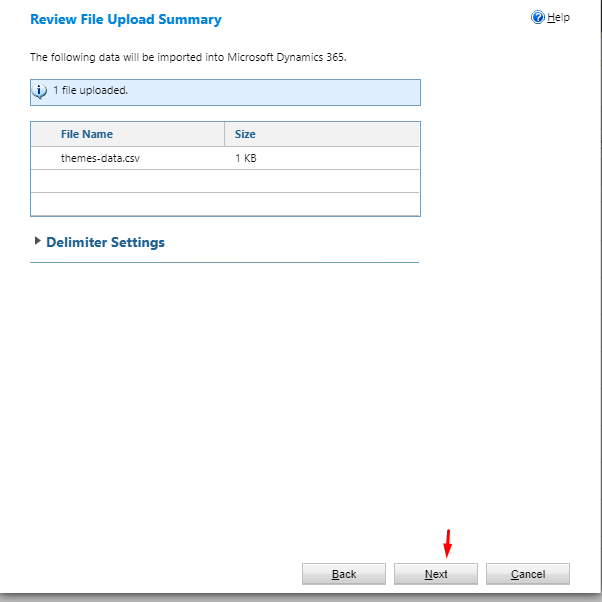 Review File Upload Summary
Help
The following data will be imported into Microsoft Dynamics 365.
1 file uploaded.
File Name Size
themes-data.csv 1 KB
Delimiter Settings
Back Next Cancel